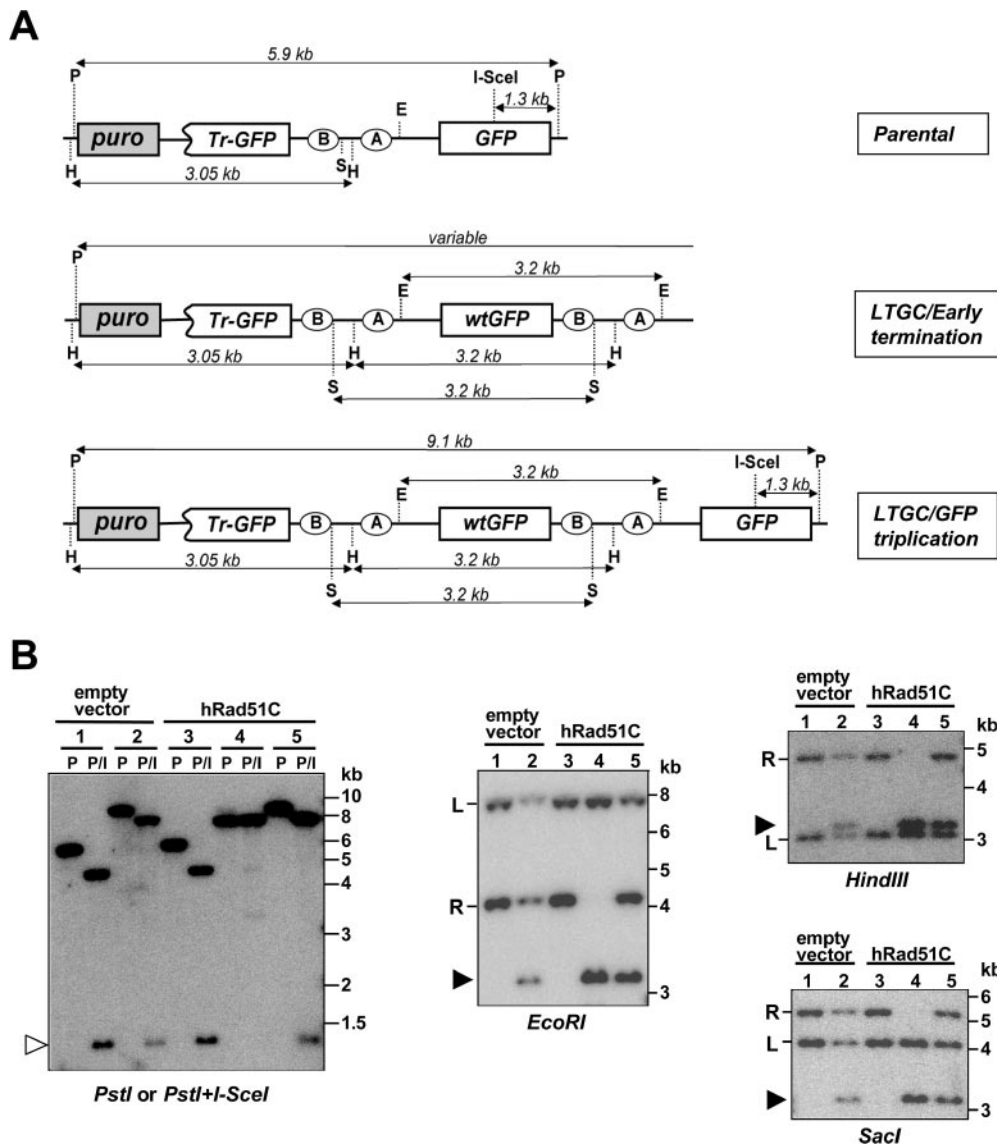 A
5.9 kb
P I-SceI P
1.3 kb
E
puro Tr-GFP B A GFP
H S H
3.05 kb
Parental
variable
P
3.2 kb
E E
puro Tr-GFP B A wtGFP B A
H H H
3.05 kb 3.2 kb
S S
3.2 kb
LTGC/Early
termination
9.1 kb
P I-SceI P
3.2 kb 1.3 kb
E E
puro Tr-GFP B A wtGFP B A GFP
H H H
3.05 kb 3.2 kb
S S
3.2 kb
LTGC/GFP
triplication
B
empty
vector hRad51C
1 2 3 4 5
P P/I P P/I P P/I P P/I P P/I
kb
10
8
6
5
4
3
2
1.5
PstI or PstI+I-SceI
empty
vector hRad51C
1 2 3 4 5
kb
L
R
8
6
5
4
3
EcoRI
empty
vector hRad51C
1 2 3 4 5
kb
R
L
5
4
3
HindIII
empty
vector hRad51C
1 2 3 4 5
kb
R
L
6
5
4
3
SacI